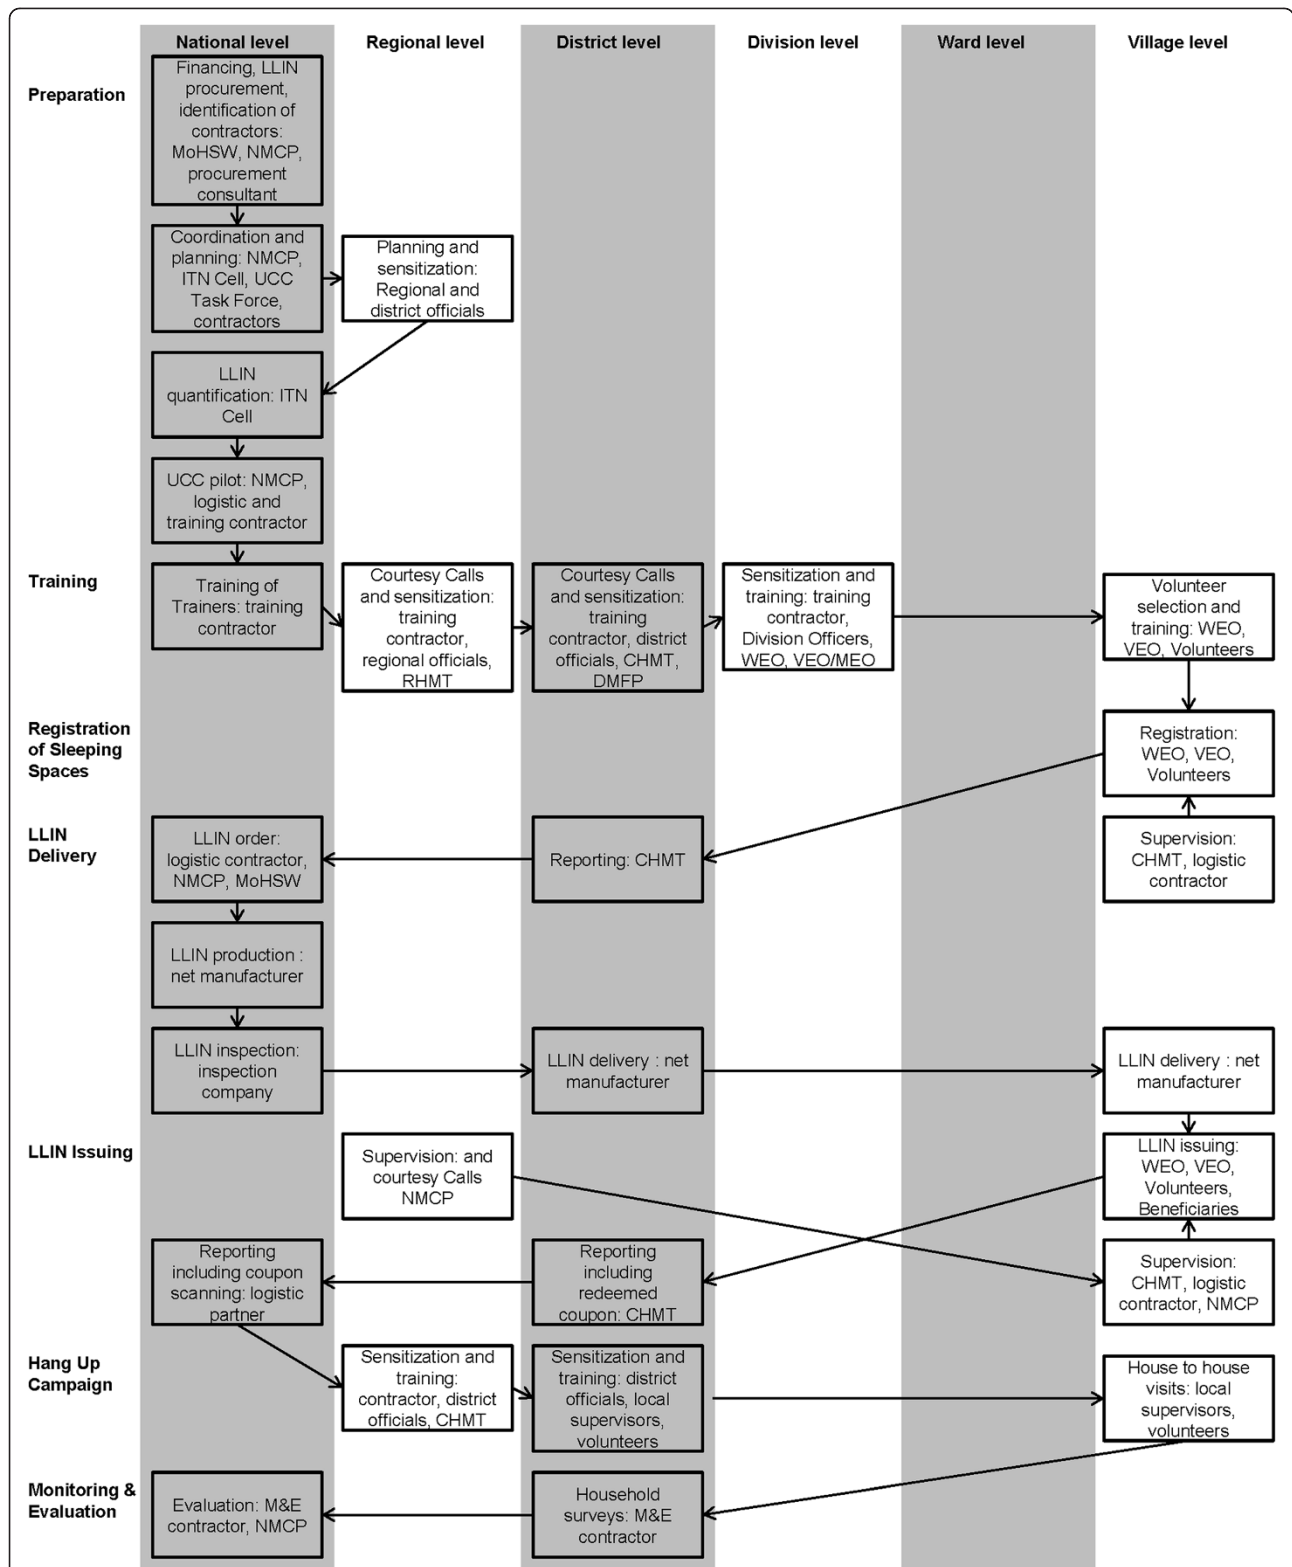 National level
Regional level
District level
Division level
Ward level
Village level
Preparation
Financing, LLIN
procurement,
identification of
contractors:
MoHSW, NMCP,
procurement
consultant
Coordination and
planning: NMCP,
ITN Cell, UCC
Task Force,
contractors
Planning and
sensitization:
Regional and
district officials
LLIN
quantification: ITN
Cell
UCC pilot: NMCP,
logistic and
training contractor
Training
Training of
Trainers: training
contractor
Courtesy Calls
and sensitization:
training
contractor,
regional officials,
RHMT
Courtesy Calls
and sensitization:
training
contractor, district
officials, CHMT,
DMFP
Sensitization and
training: training
contractor,
Division Officers,
WEO, VEO/MEO
Volunteer
selection and
training: WEO,
VEO, Volunteers
Registration
of Sleeping
Spaces
Registration:
WEO, VEO,
Volunteers
LLIN
Delivery
LLIN order:
logistic contractor,
NMCP, MoHSW
Reporting: CHMT
Supervision:
CHMT, logistic
contractor
LLIN production :
net manufacturer
LLIN inspection:
inspection
company
LLIN delivery : net
manufacturer
LLIN delivery : net
manufacturer
LLIN Issuing
Supervision: and
courtesy Calls
NMCP
LLIN issuing:
WEO, VEO,
Volunteers,
Beneficiaries
Reporting
including coupon
scanning: logistic
partner
Reporting
including
redeemed
coupon: CHMT
Supervision:
CHMT, logistic
contractor, NMCP
Hang Up
Campaign
Sensitization and
training:
contractor, district
officials, CHMT
Sensitization and
training: district
officials, local
supervisors,
volunteers
House to house
visits: local
supervisors,
volunteers
Monitoring &
Evaluation
Evaluation: M&E
contractor, NMCP
Household
surveys: M&E
contractor